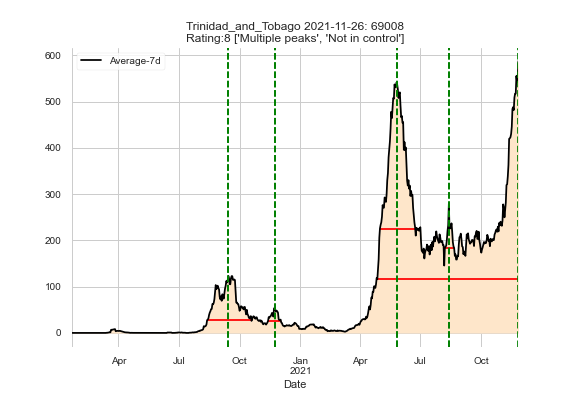 Trinidad_and_Tobago 2021-11-26: 69008
Rating:8 ['Multiple peaks', 'Not in control']
Average-7d
600
500
400
300
200
100
0
Apr Jul Oct Jan Apr Jul Oct
2021
Date